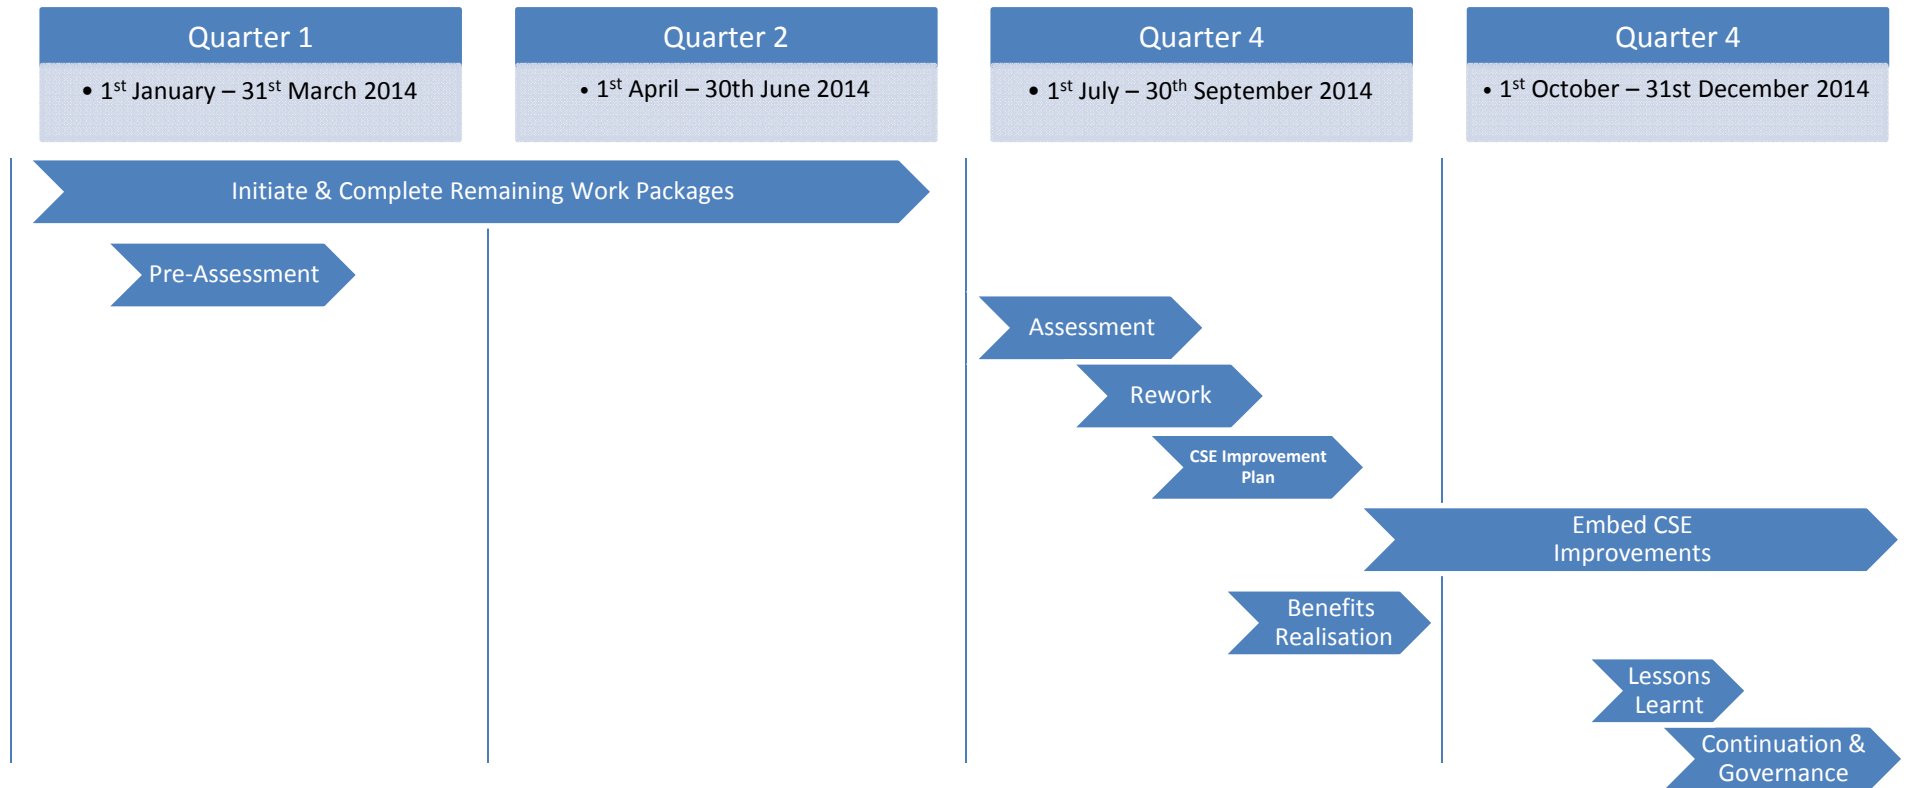 Quarter 1
• 1st January – 31st March 2014
Quarter 2
• 1st April – 30th June 2014
Quarter 4
• 1st July – 30th September 2014
Quarter 4
• 1st October – 31st December 2014
Initiate & Complete Remaining Work Packages
Pre-Assessment
Assessment
Rework
CSE Improvement
Plan
Embed CSE
Improvements
Benefits
Realisation
Lessons
Learnt
Continuation &
Governance